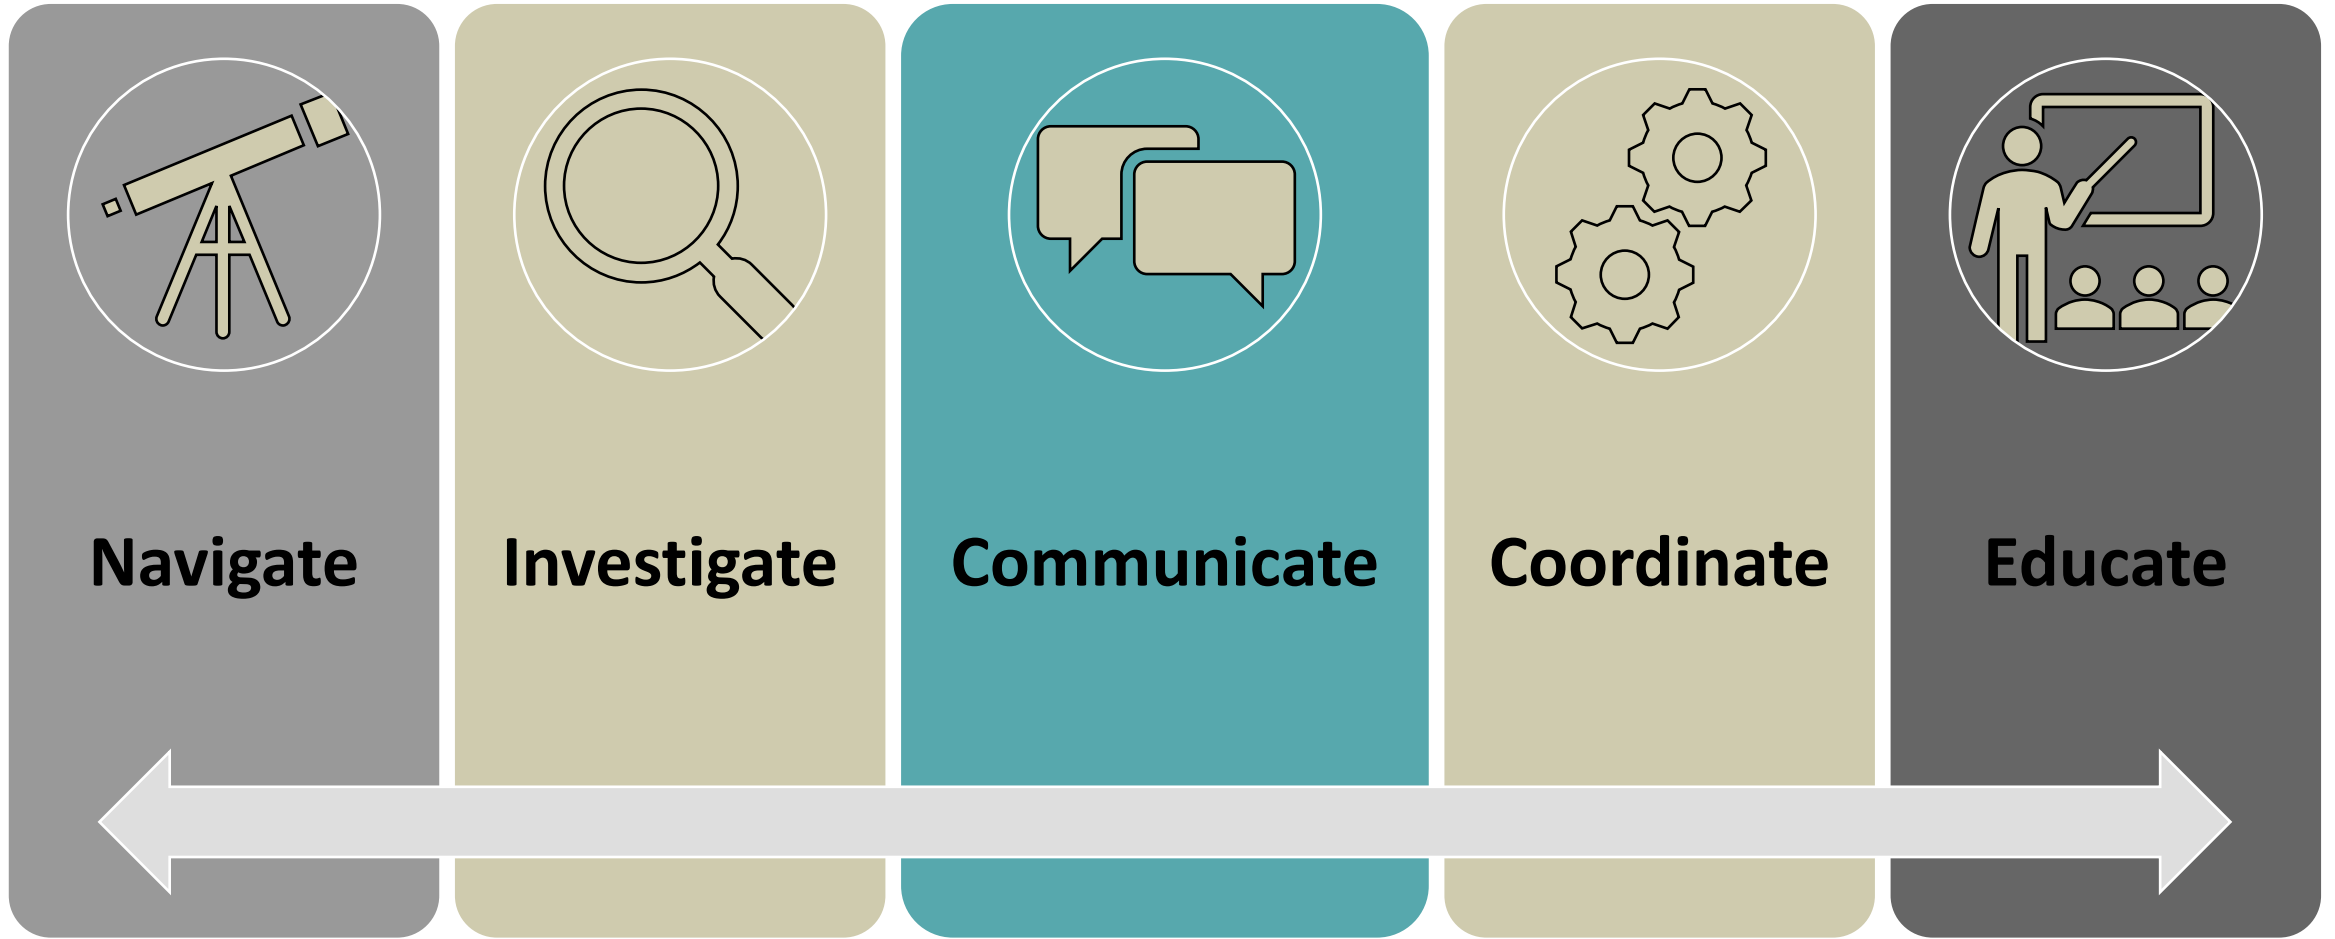 Navigate
Investigate
Communicate
Coordinate
Educate